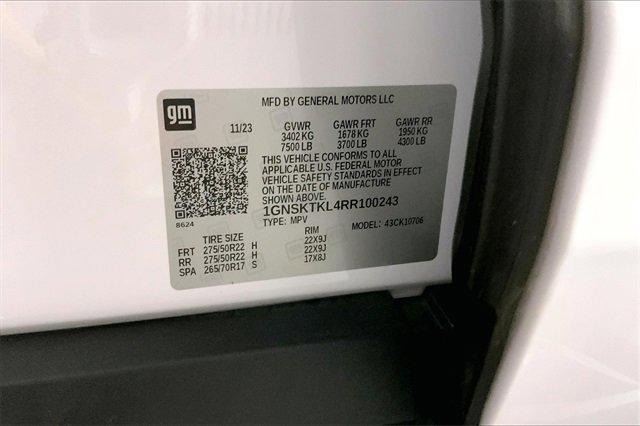 MFD BY GENERAL MOTORS LLC
gm
11/23 GVWR GAWR FRT GAWR RR
3402 KG 1678 KG 1950 KG
7500 LB 3700 LB 4300 LB
THIS VEHICLE CONFORMS TO ALL
APPLICABLE U.S. FEDERAL MOTOR
VEHICLE SAFETY STANDARDS IN EFFECT
ON THE DATE OF MANUFACTURE
SHOWN ABOVE.
1GNSKTKL4RR100243
8624 TYPE: MPV MODEL: 43CK10706
TIRE SIZE RIM
FRT 275/50R22 H 22X9J
RR 275/50R22 H 22X9J
SPA 265/70R17 S 17X8J